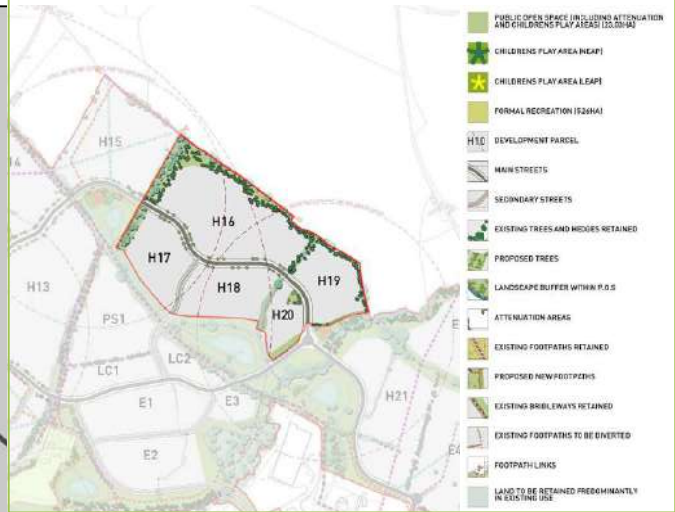 H15
14
H16
H17
H19
H18
H13
H20
PS1
LC2
LC1
E1
E3
H21
E2
E4
PUBLIC OPEN SPACE (INCLUDING ATTENUATION
AND CHILDRENS PLAY AREAS)
CHILDRENS PLAY AREA (NEAP)
CHILDRENS PLAY AREA (LEAP)
FORMAL RECREATION
H10 DEVELOPMENT PARCEL
MAIN STREETS
SECONDARY STREETS
EXISTING TREES AND HEDGES RETAINED
PROPOSED TREES
LANDSCAPE BUFFER WITHIN P.O.S
ATTENUATION AREAS
EXISTING FOOTPATHS RETAINED
PROPOSED NEW FOOTPATHS
EXISTING BRIDLEWAYS RETAINED
EXISTING FOOTPATHS TO BE DIVERTED
FOOTPATH LINKS
LAND TO BE RETAINED PREDOMINANTLY
IN EXISTING USE